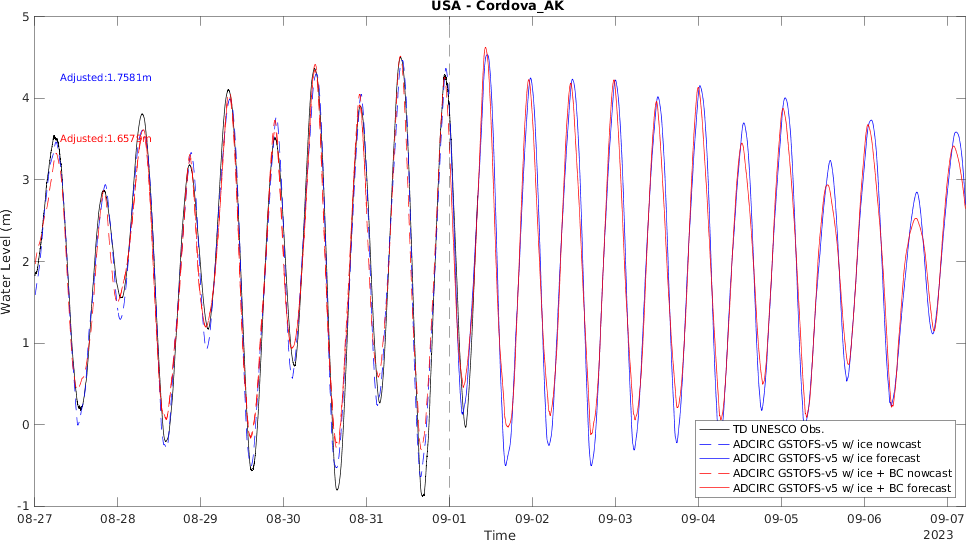 USA - Cordova_AK
5
4
3
2
1
0
-1
Water Level (m)
Adjusted:1.7581m
Adjusted:1.6579m
TD UNESCO Obs.
ADCIRC GSTOFS-v5 w/ ice nowcast
ADCIRC GSTOFS-v5 w/ ice forecast
ADCIRC GSTOFS-v5 w/ ice + BC nowcast
ADCIRC GSTOFS-v5 w/ ice + BC forecast
08-27 08-28 08-29 08-30 08-31 09-01 09-02 09-03 09-04 09-05 09-06 09-07
Time
2023